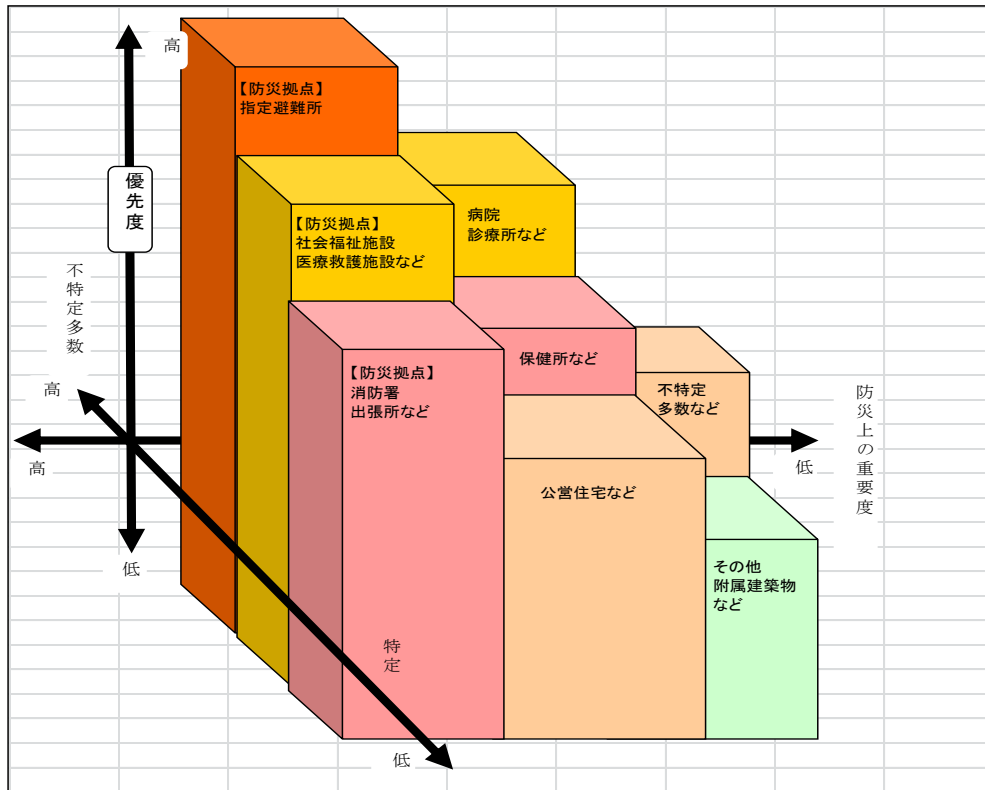 高
【防災拠点】
指定避難所
優先度
【防災拠点】
社会福祉施設
医療救護施設など
病院
診療所など
不特定多数
【防災拠点】
消防署
出張所など
保健所など
不特定
多数など
防災上の重要度
高
高
低
低
公営住宅など
その他
附属建築物
など
特定
低